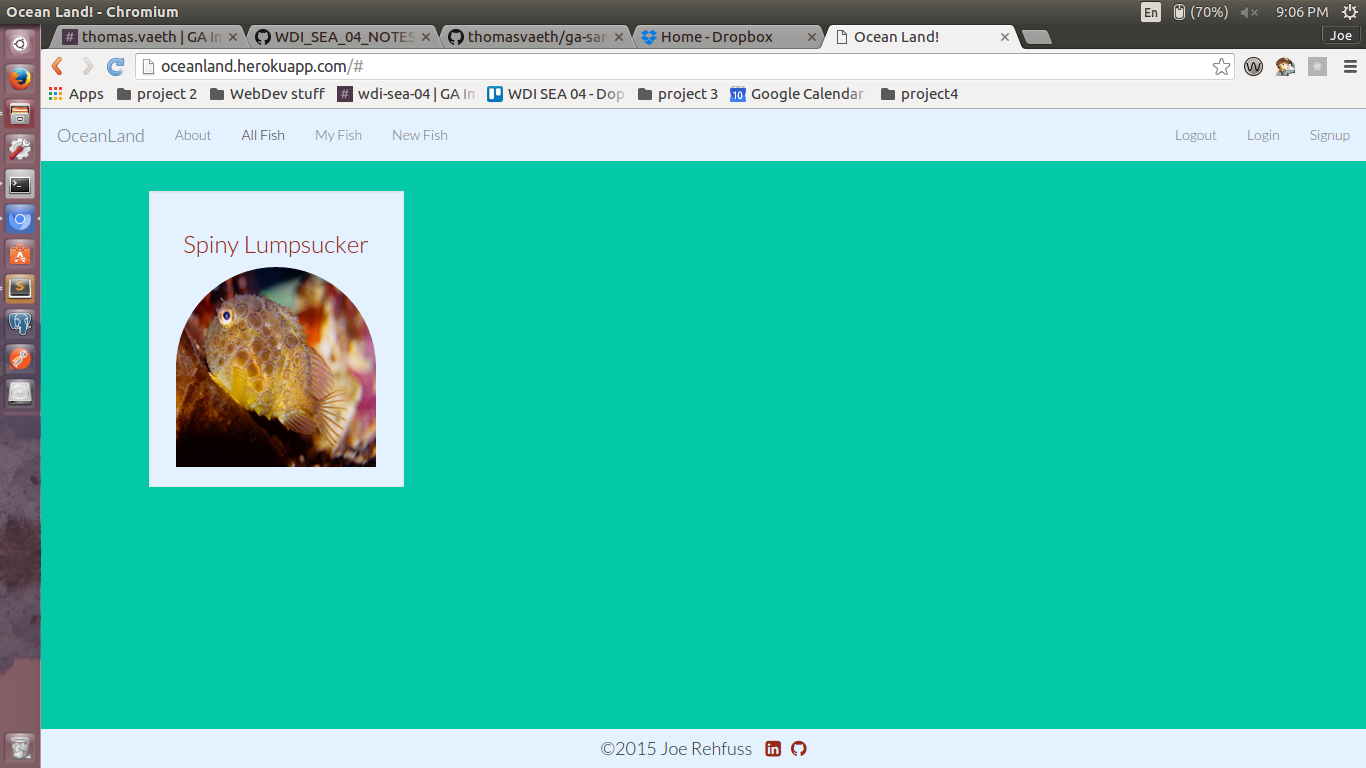 Ocean Land! - Chromium
En (70%) 9:06 PM
# thomas.vaeth | GA In
WDI_SEA_04_NOTES
thomasvaeth/ga-san
Home - Dropbox
Ocean Land!
Joe
oceanland.herokuapp.com/#
W
Apps project 2 WebDev stuff # wdi-sea-04 | GA In WDI SEA 04 - Dop project 3 10 Google Calendar project4
OceanLand About All Fish My Fish New Fish Logout Login Signup
Spiny Lumpsucker
©2015 Joe Rehfuss in